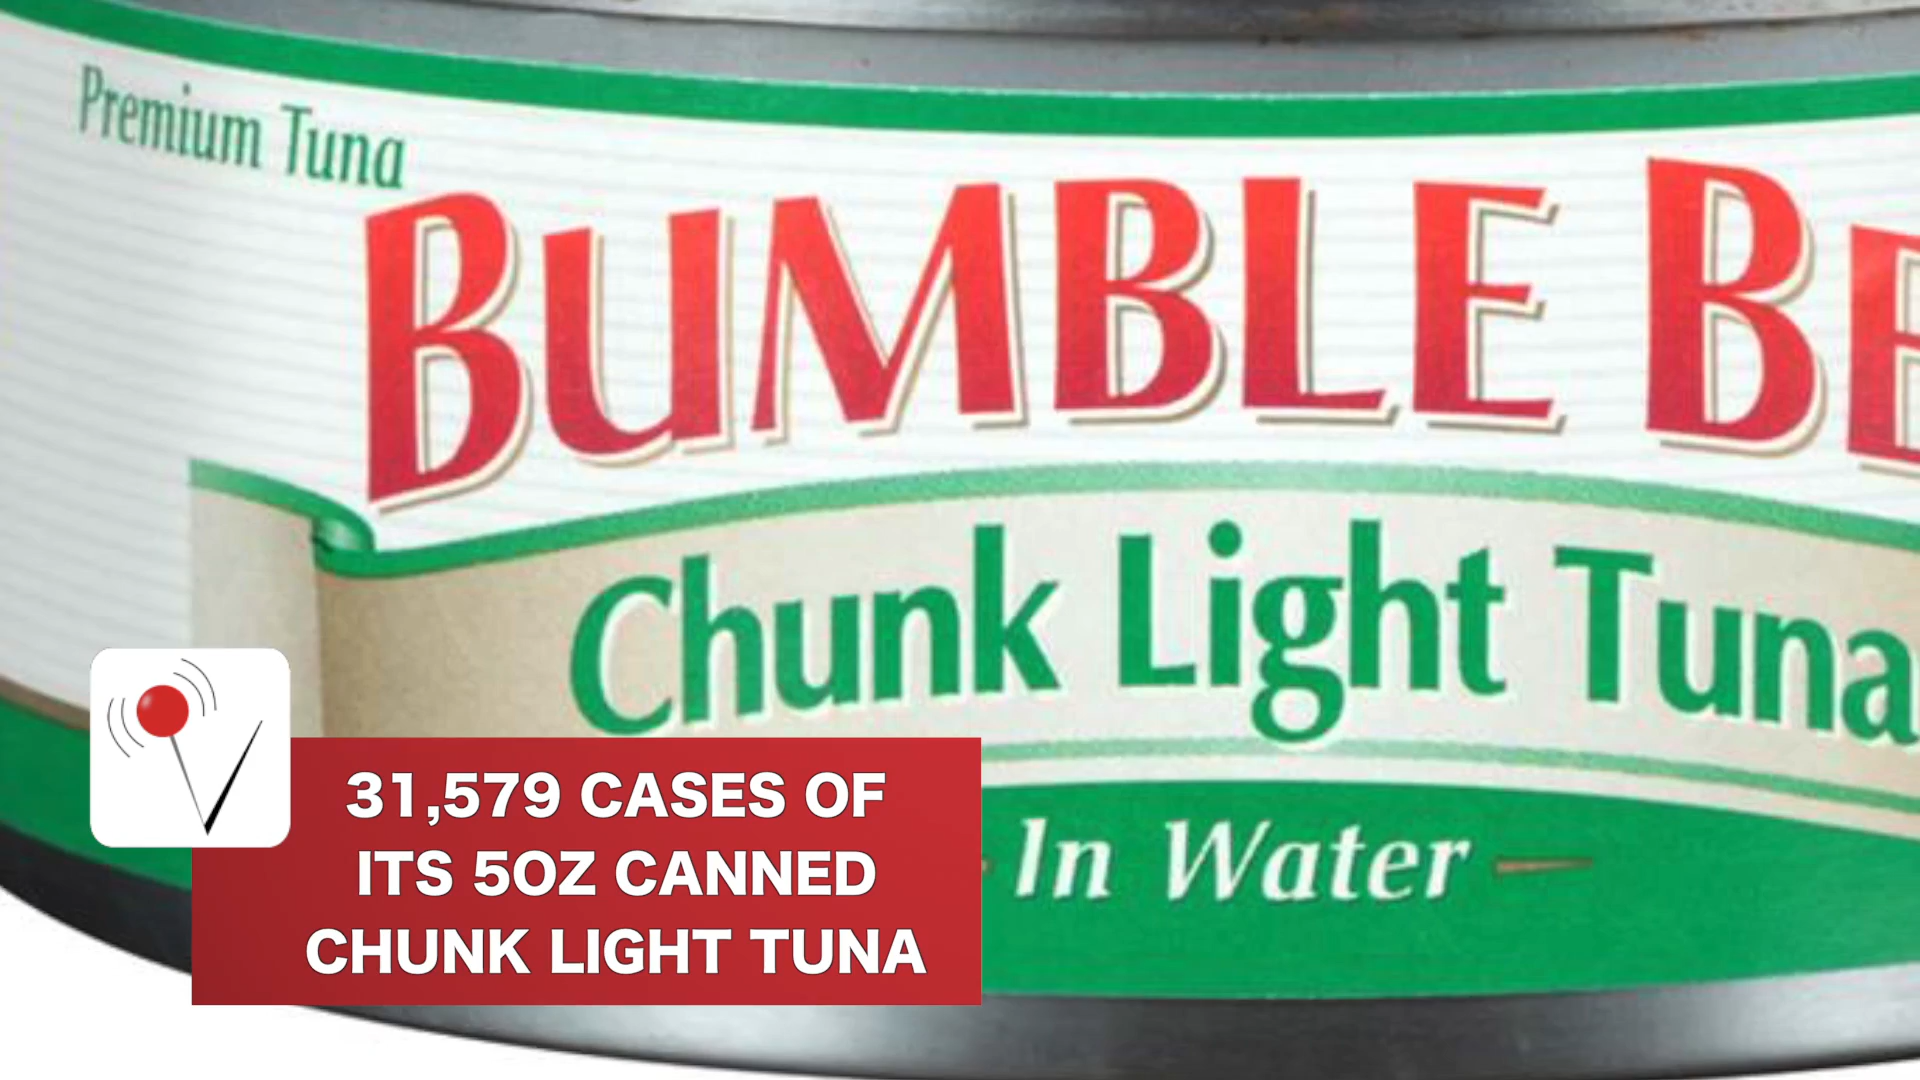 Premium Tuna
BUMBLE BE
Chunk Light Tuna
In Water
31,579 CASES OF
ITS 5OZ CANNED
CHUNK LIGHT TUNA